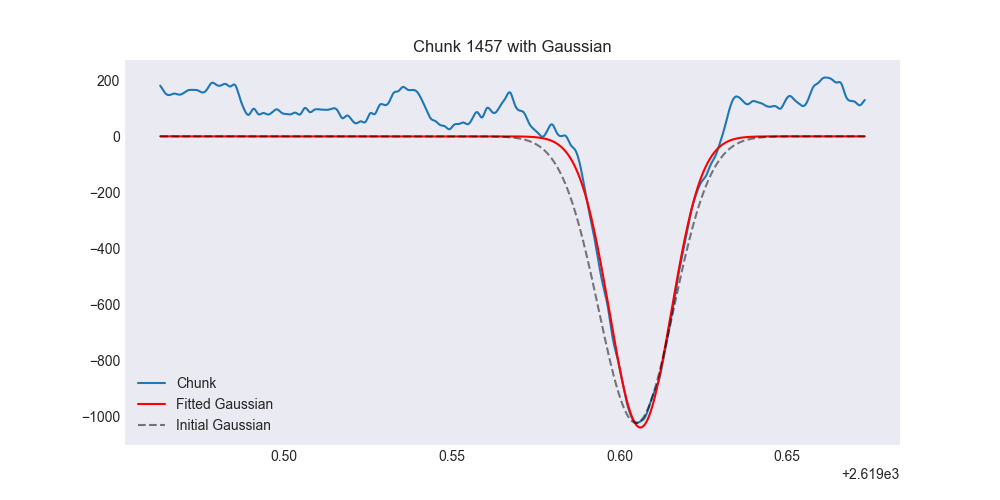 Chunk 1457 with Gaussian
200
0
−200
−400
−600
−800
−1000
Chunk
Fitted Gaussian
Initial Gaussian
0.50 0.55 0.60 0.65
+2.619e3